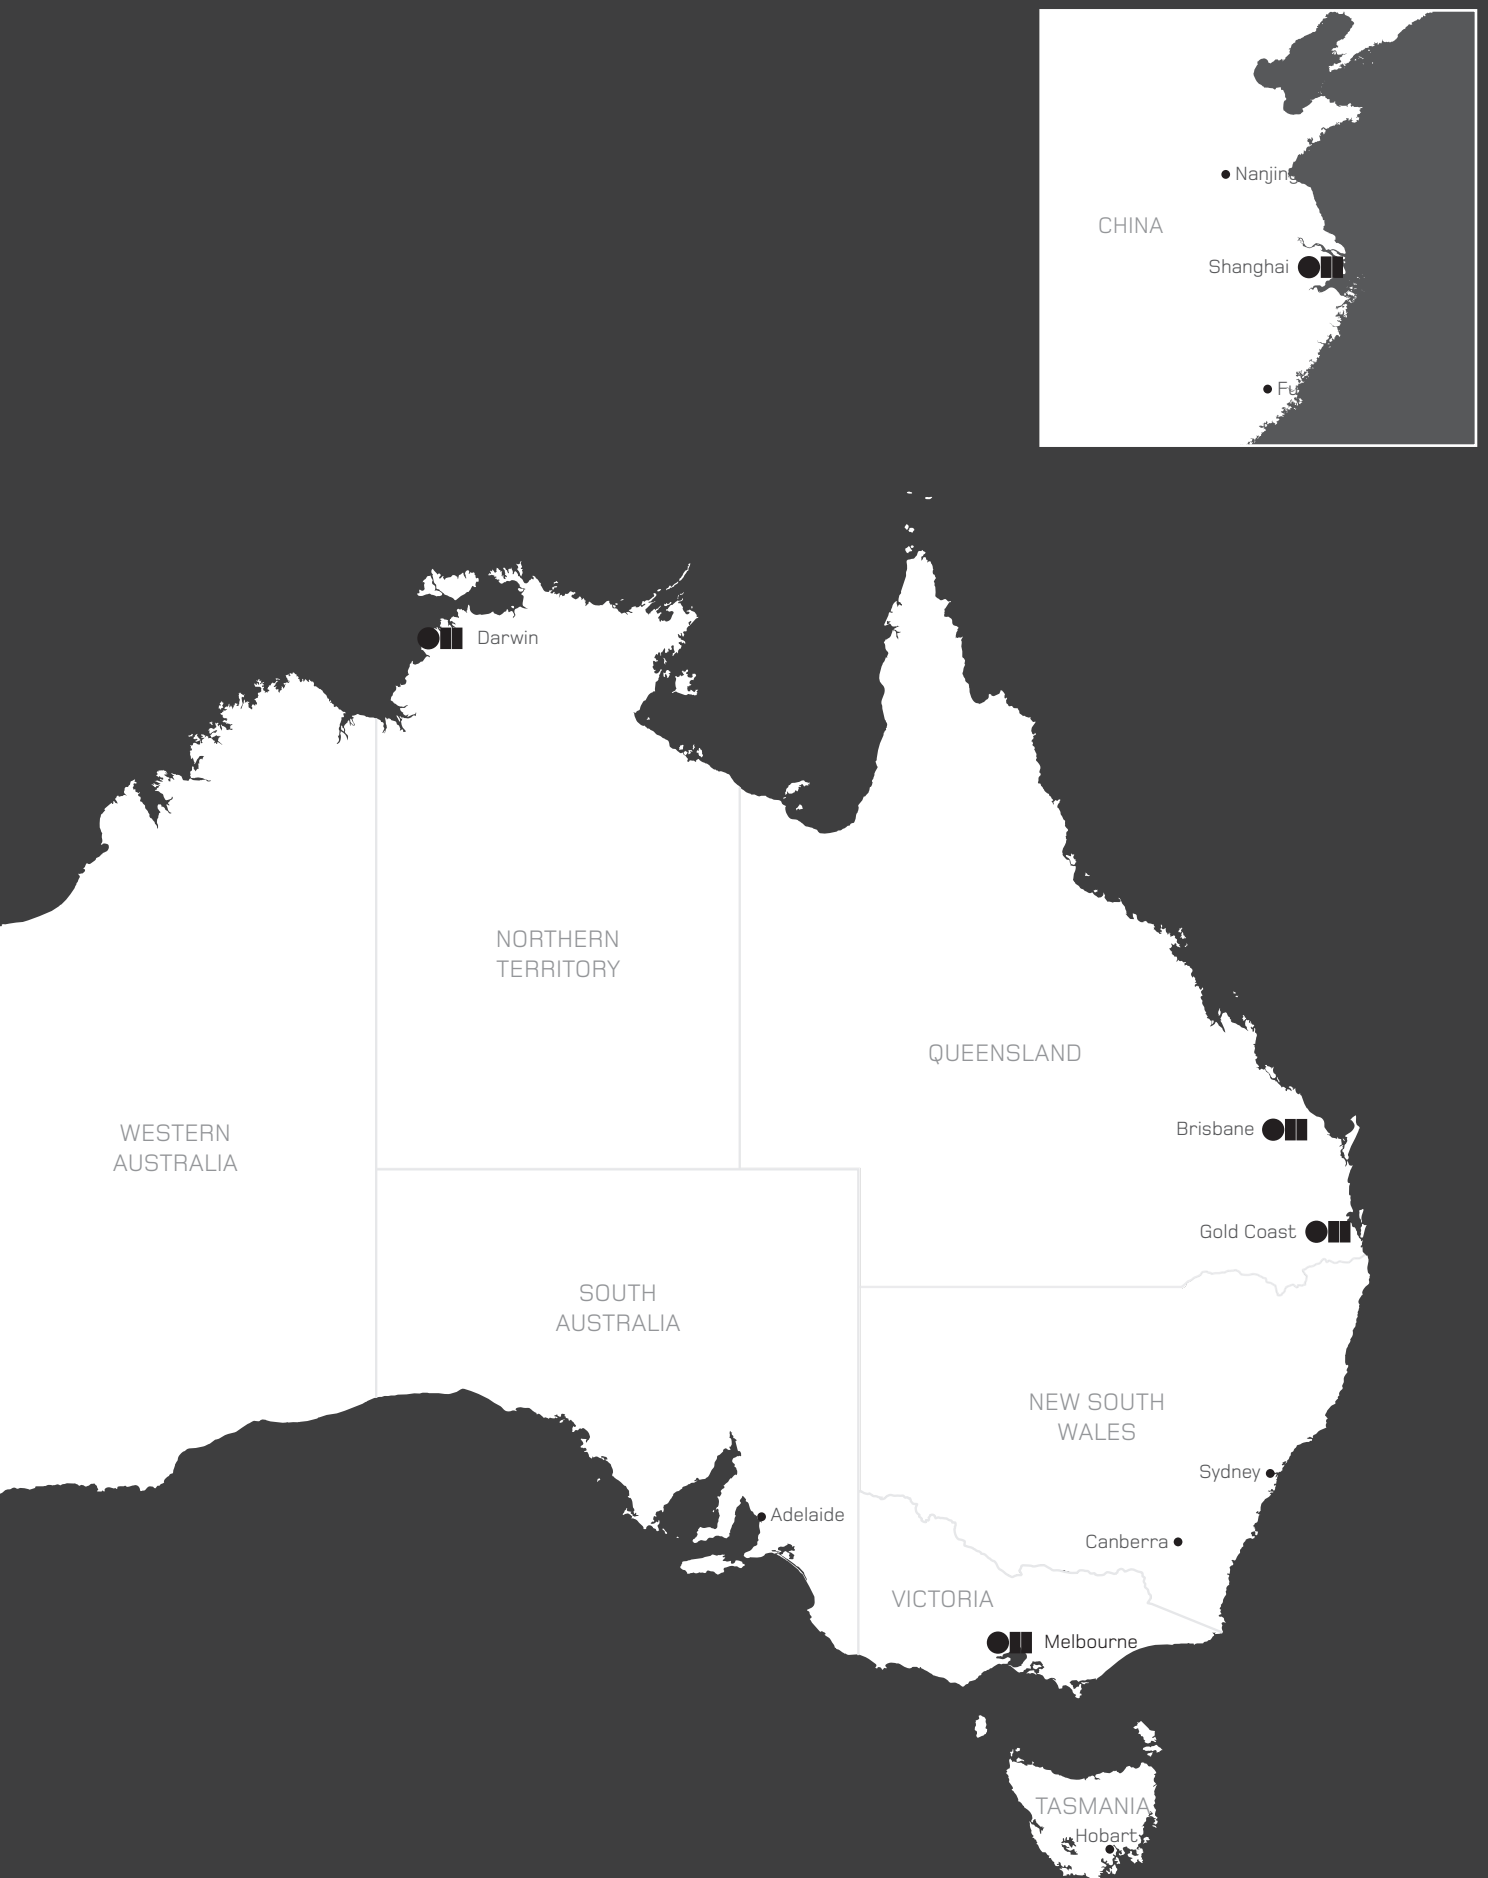 Nanjing
CHINA
Shanghai
Darwin
NORTHERN
TERRITORY
QUEENSLAND
WESTERN
AUSTRALIA
Brisbane
Gold Coast
SOUTH
AUSTRALIA
NEW SOUTH
WALES
Sydney
Adelaide
Canberra
VICTORIA
Melbourne
TASMANIA
Hobart